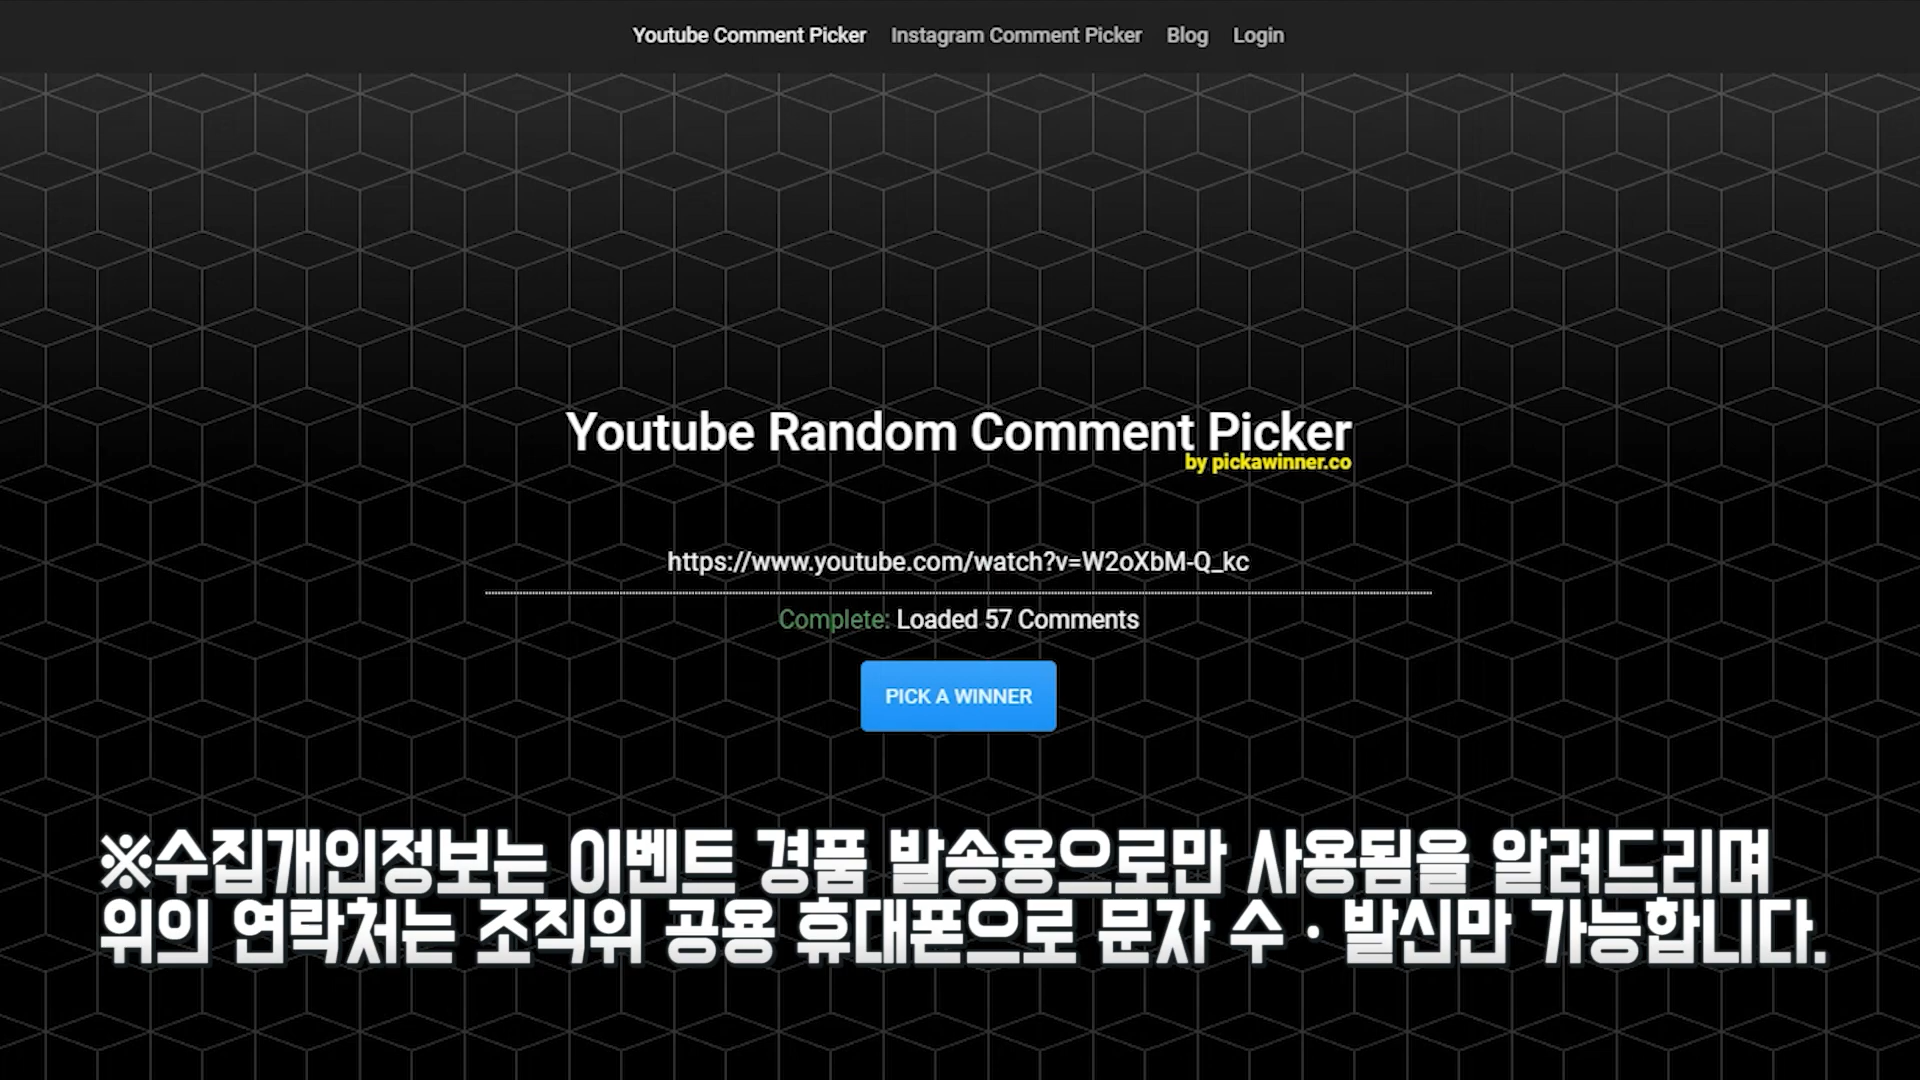 Youtube Comment Picker Instagram Comment Picker Blog Login
Youtube Random Comment Picker
by pickawinner.co
https://www.youtube.com/watch?v=W2oXbM-Q_kc
Complete: Loaded 57 Comments
PICK A WINNER
※수집개인정보는 이벤트 경품 발송용으로만 사용됨을 알려드리며
위의 연락처는 조직위 공용 휴대폰으로 문자 수·발신만 가능합니다.